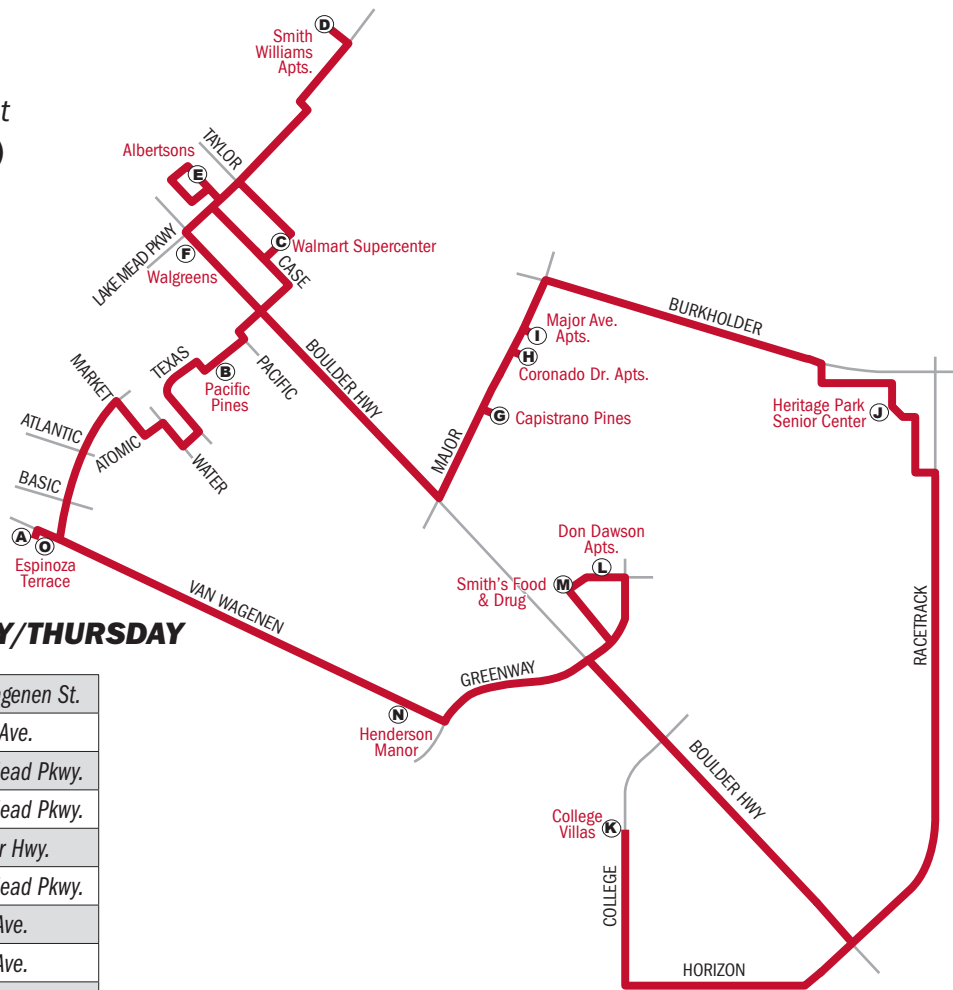 D
Smith
Williams
Apts.
t
)
TAYLOR
Albertsons
E
C
Walmart Supercenter
LAKE MEAD PKWY
F
Walgreens
CASE
BURKHOLDER
I
Major Ave.
Apts.
H
Coronado Dr. Apts.
TEXAS
BOULDER HWY
PACIFIC
B
Pacific
Pines
MARKET
G
Capistrano Pines
Heritage Park
Senior Center
J
ATLANTIC
ATOMIC
WATER
MAJOR
BASIC
A
O
Espinoza
Terrace
Don Dawson
Apts.
L
Smith's Food
& Drug
M
VAN WAGENEN
RACETRACK
Y/THURSDAY
GREENWAY
genen St.
Ave.
N
Henderson
Manor
ead Pkwy.
ead Pkwy.
BOULDER HWY
r Hwy.
College
Villas
K
ead Pkwy.
COLLEGE
Ave.
Ave.
HORIZON